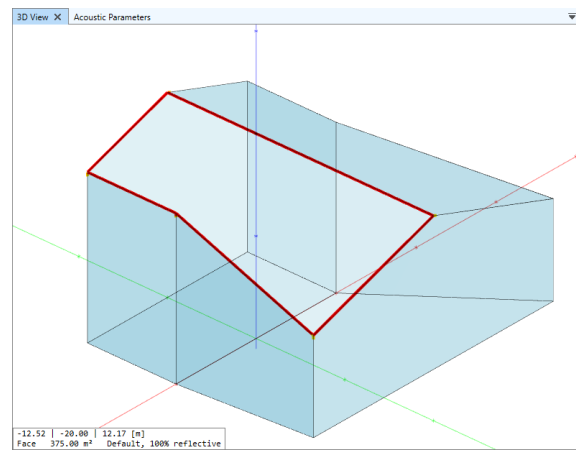 3D View X Acoustic Parameters
-12.52 | -20.00 | 12.17 [m]
Face 375.00 m² Default, 100% reflective